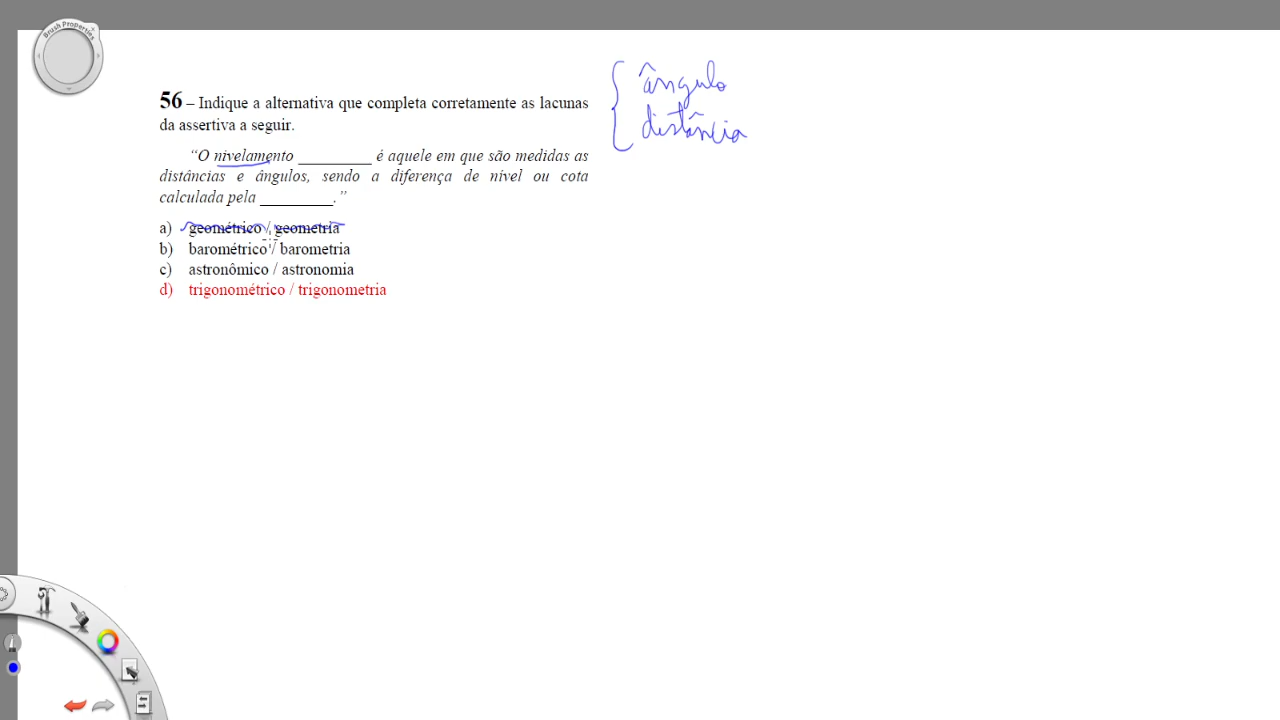 Brush Properties
ângulo
distância
56 – Indique a alternativa que completa corretamente as lacunas
da assertiva a seguir.
“O nivelamento _________ é aquele em que são medidas as
distâncias e ângulos, sendo a diferença de nível ou cota
calculada pela _________.”
a) geométrico / geometria
b) barométrico / barometria
c) astronômico / astronomia
d) trigonométrico / trigonometria